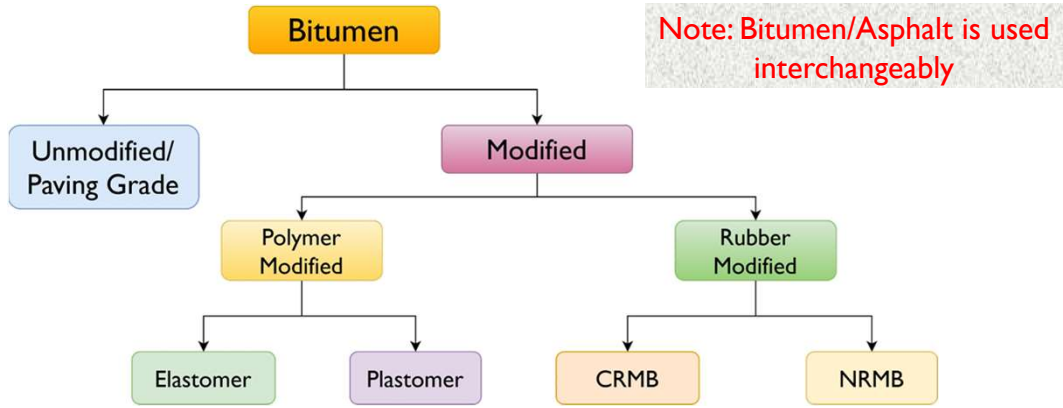 Bitumen
Note: Bitumen/Asphalt is used
interchangeably
Unmodified/
Paving Grade
Modified
Polymer
Modified
Rubber
Modified
Elastomer
Plastomer
CRMB
NRMB